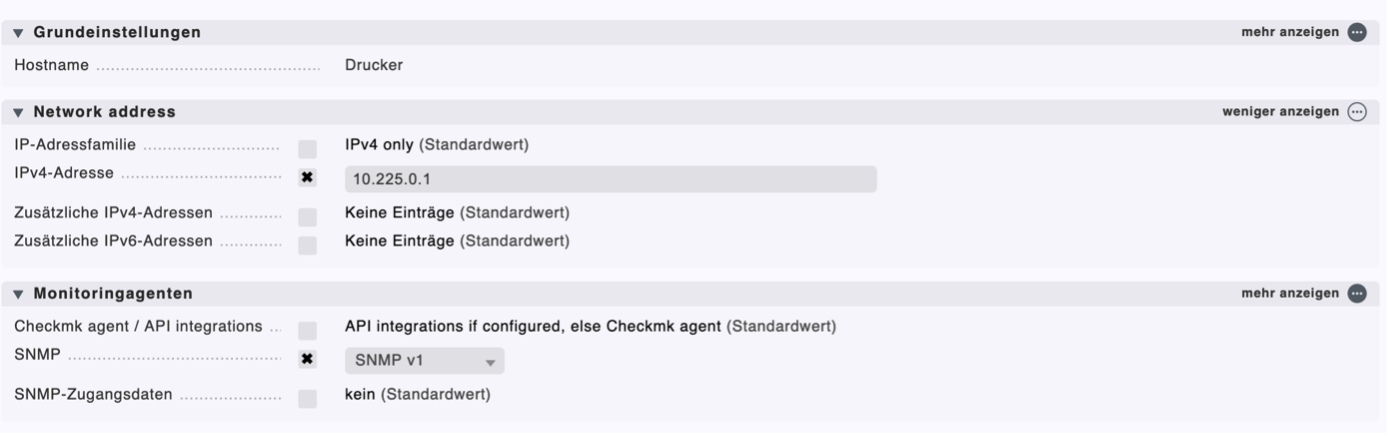 Grundeinstellungen mehr anzeigen
Hostname Drucker
Network address weniger anzeigen
IP-Adressfamilie IPv4 only (Standardwert)
IPv4-Adresse 10.225.0.1
Zusätzliche IPv4-Adressen Keine Einträge (Standardwert)
Zusätzliche IPv6-Adressen Keine Einträge (Standardwert)
Monitoringagenten mehr anzeigen
Checkmk agent / API integrations API integrations if configured, else Checkmk agent (Standardwert)
SNMP SNMP v1
SNMP-Zugangsdaten kein (Standardwert)